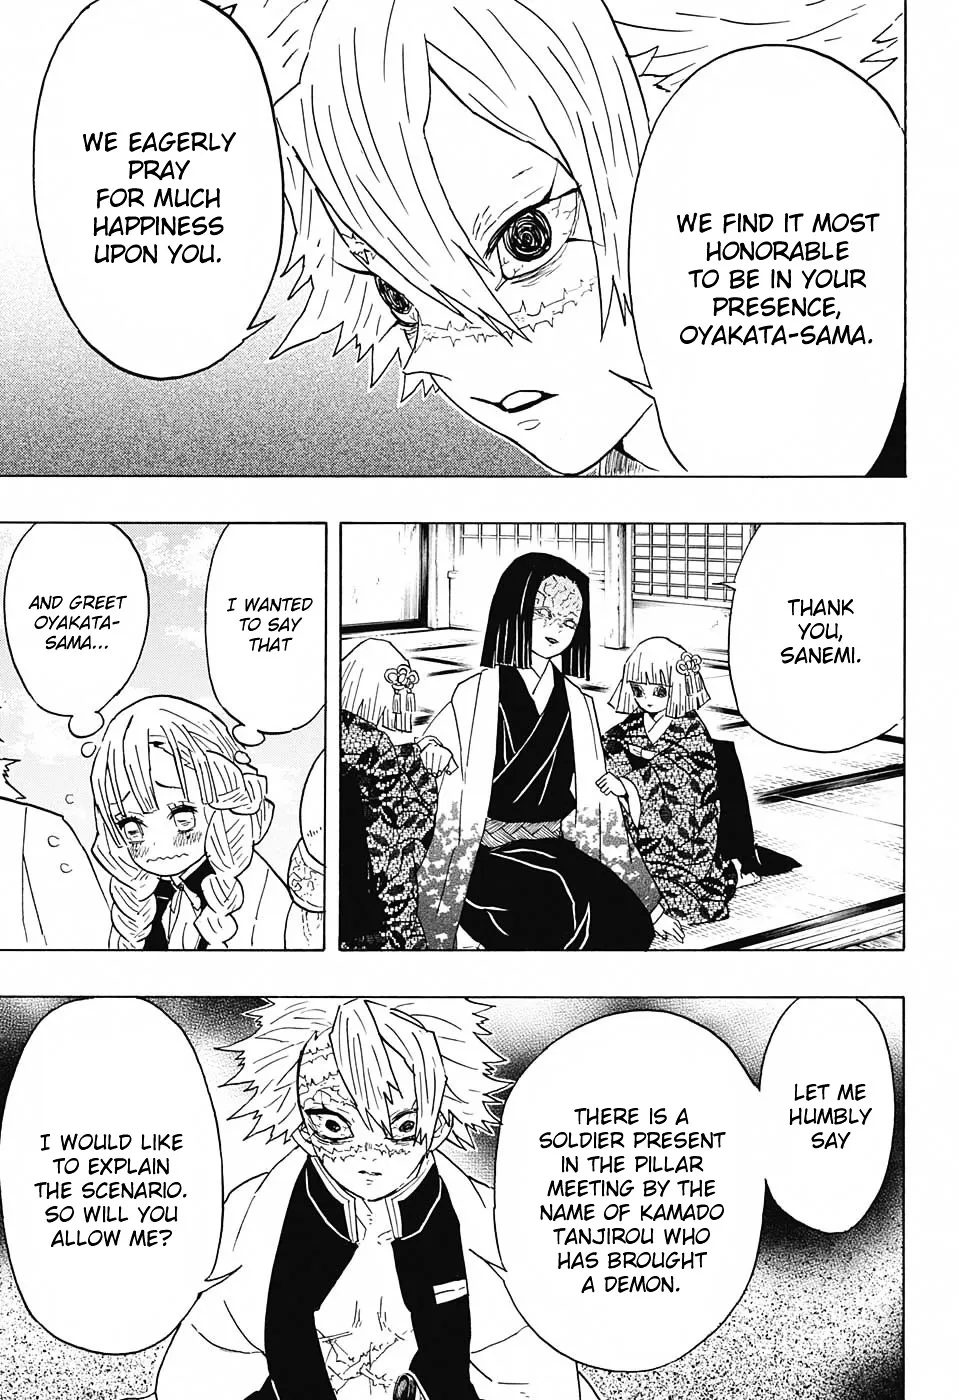 WE FIND IT MOST
HONORABLE
TO BE IN YOUR
PRESENCE,
OYAKATA-SAMA.
WE EAGERLY
PRAY
FOR MUCH
HAPPINESS
UPON YOU.
THANK
YOU,
SANEMI.
I WANTED
TO SAY
THAT
AND GREET
OYAKATA-
SAMA...
LET ME
HUMBLY
SAY
THERE IS A
SOLDIER PRESENT
IN THE PILLAR
MEETING BY THE
NAME OF KAMADO
TANJIROU WHO
HAS BROUGHT
A DEMON.
I WOULD LIKE
TO EXPLAIN
THE SCENARIO.
SO WILL YOU
ALLOW ME?